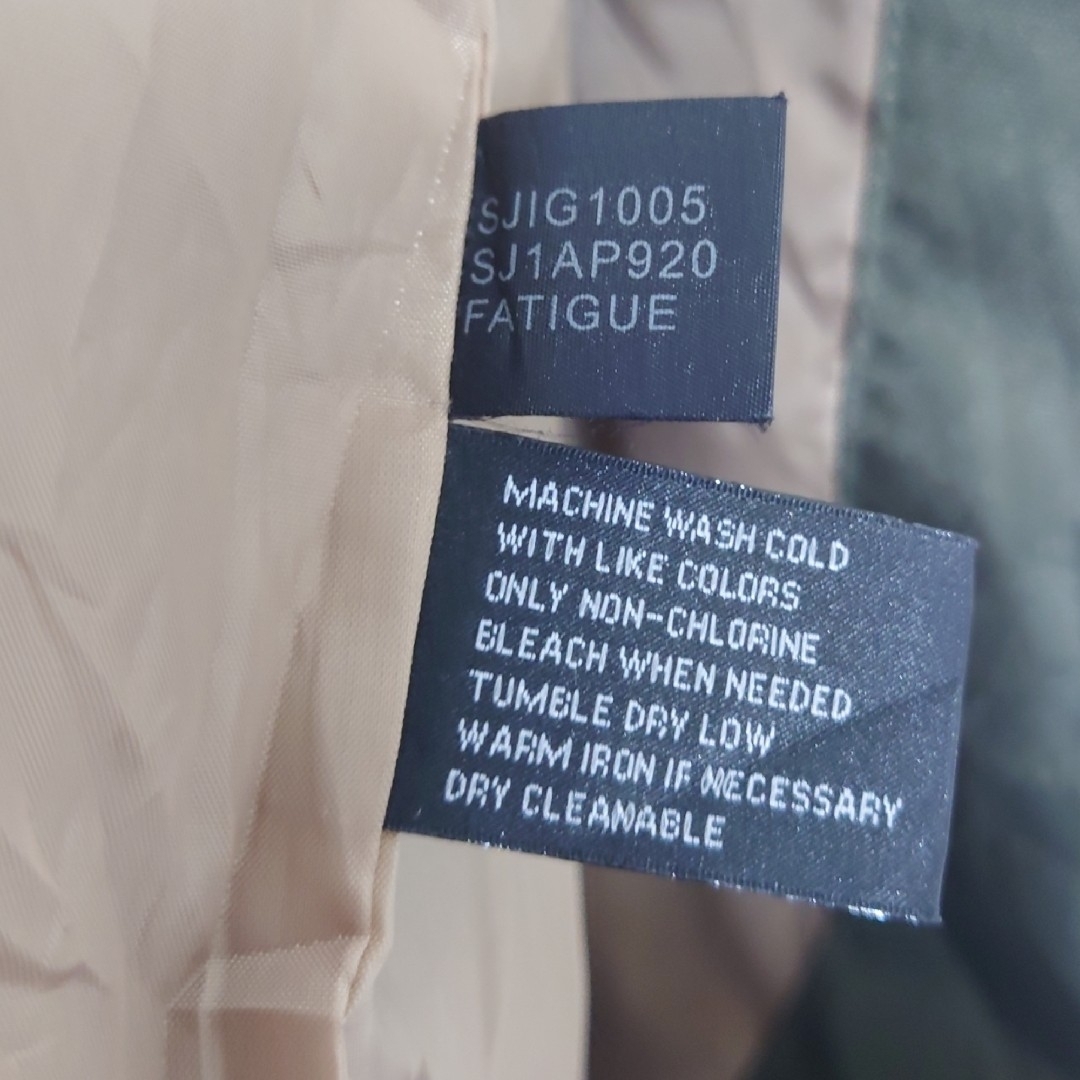 SJIG1005
SJ1AP920
FATIGUE
MACHINE WASH COLD
WITH LIKE COLORS
ONLY NON-CHLORINE
BLEACH WHEN NEEDED
TUMBLE DRY LOW
WARM IRON IF NECESSARY
DRY CLEANABLE